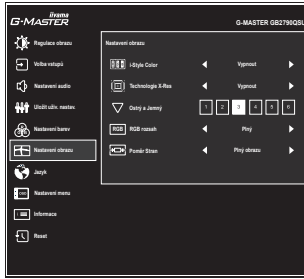 iiyama
G-MASTER
G-MASTER GB2790QSU
Regulace obrazu
Volba vstupů
Nastavení audio
Uložit uživ. nastav.
Nastavení barev
Nastavení obrazu
Jazyk
OSD Nastavení menu
Informace
Reset
Nastavení obrazu
i-Style Color Vypnout
Technologie X-Res Vypnout
Ostrý a Jemný 1 2 3 4 5 6
RGB RGB rozsah Plný
Poměr Stran Plný obrazu